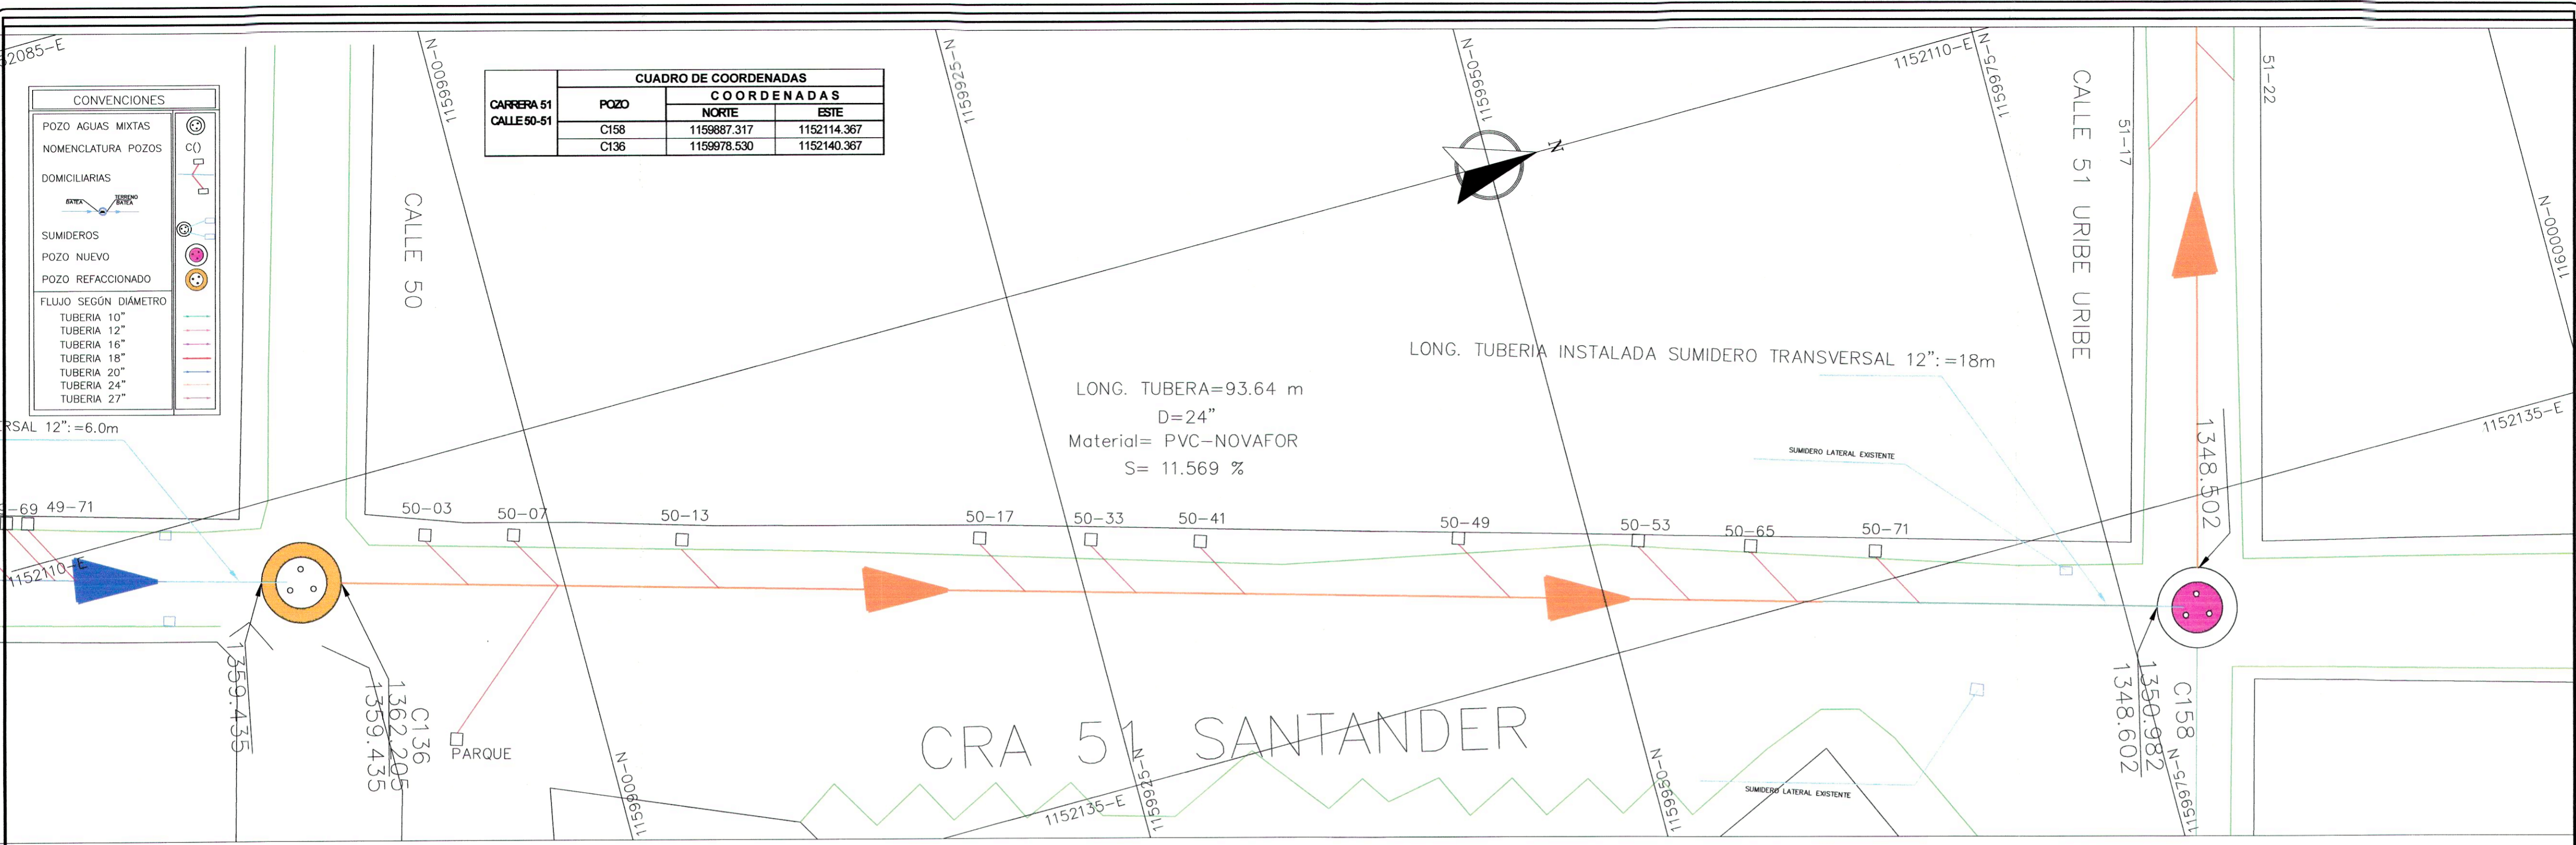 CONVENCIONES
POZO AGUAS MIXTAS
NOMENCLATURA POZOS C()
DOMICILIARIAS
BATEA TERRENO
BATEA
SUMIDEROS
POZO NUEVO
POZO REFACCIONADO
FLUJO SEGÚN DIÁMETRO
TUBERIA 10"
TUBERIA 12"
TUBERIA 16"
TUBERIA 18"
TUBERIA 20"
TUBERIA 24"
TUBERIA 27"
CARRERA 51
CALLE 50-51
CUADRO DE COORDENADAS
POZO COORDENADAS
NORTE ESTE
C158 1159887.317 1152114.367
C136 1159978.530 1152140.367
2085-E
1159900-N
1159925-N
1159950-N
1152110-E
1159975-N
1160000-N
N
CALLE 50
CALLE 51 URIBE URIBE
51-17
51-22
LONG. TUBERIA INSTALADA SUMIDERO TRANSVERSAL 12":=18m
LONG. TUBERA=93.64 m
D=24"
Material= PVC-NOVAFOR
S= 11.569 %
RSAL 12":=6.0m
SUMIDERO LATERAL EXISTENTE
1152135-E
1348.502
-69 49-71
50-03 50-07 50-13 50-17 50-33 50-41 50-49 50-53 50-65 50-71
1152110-E
1359.435
C136
1362.205
1359.435
PARQUE
CRA 51 SANTANDER
C158
1350.982
1348.602
1159900-N
1152135-E
1159925-N
1159950-N
1159975-N
SUMIDERO LATERAL EXISTENTE